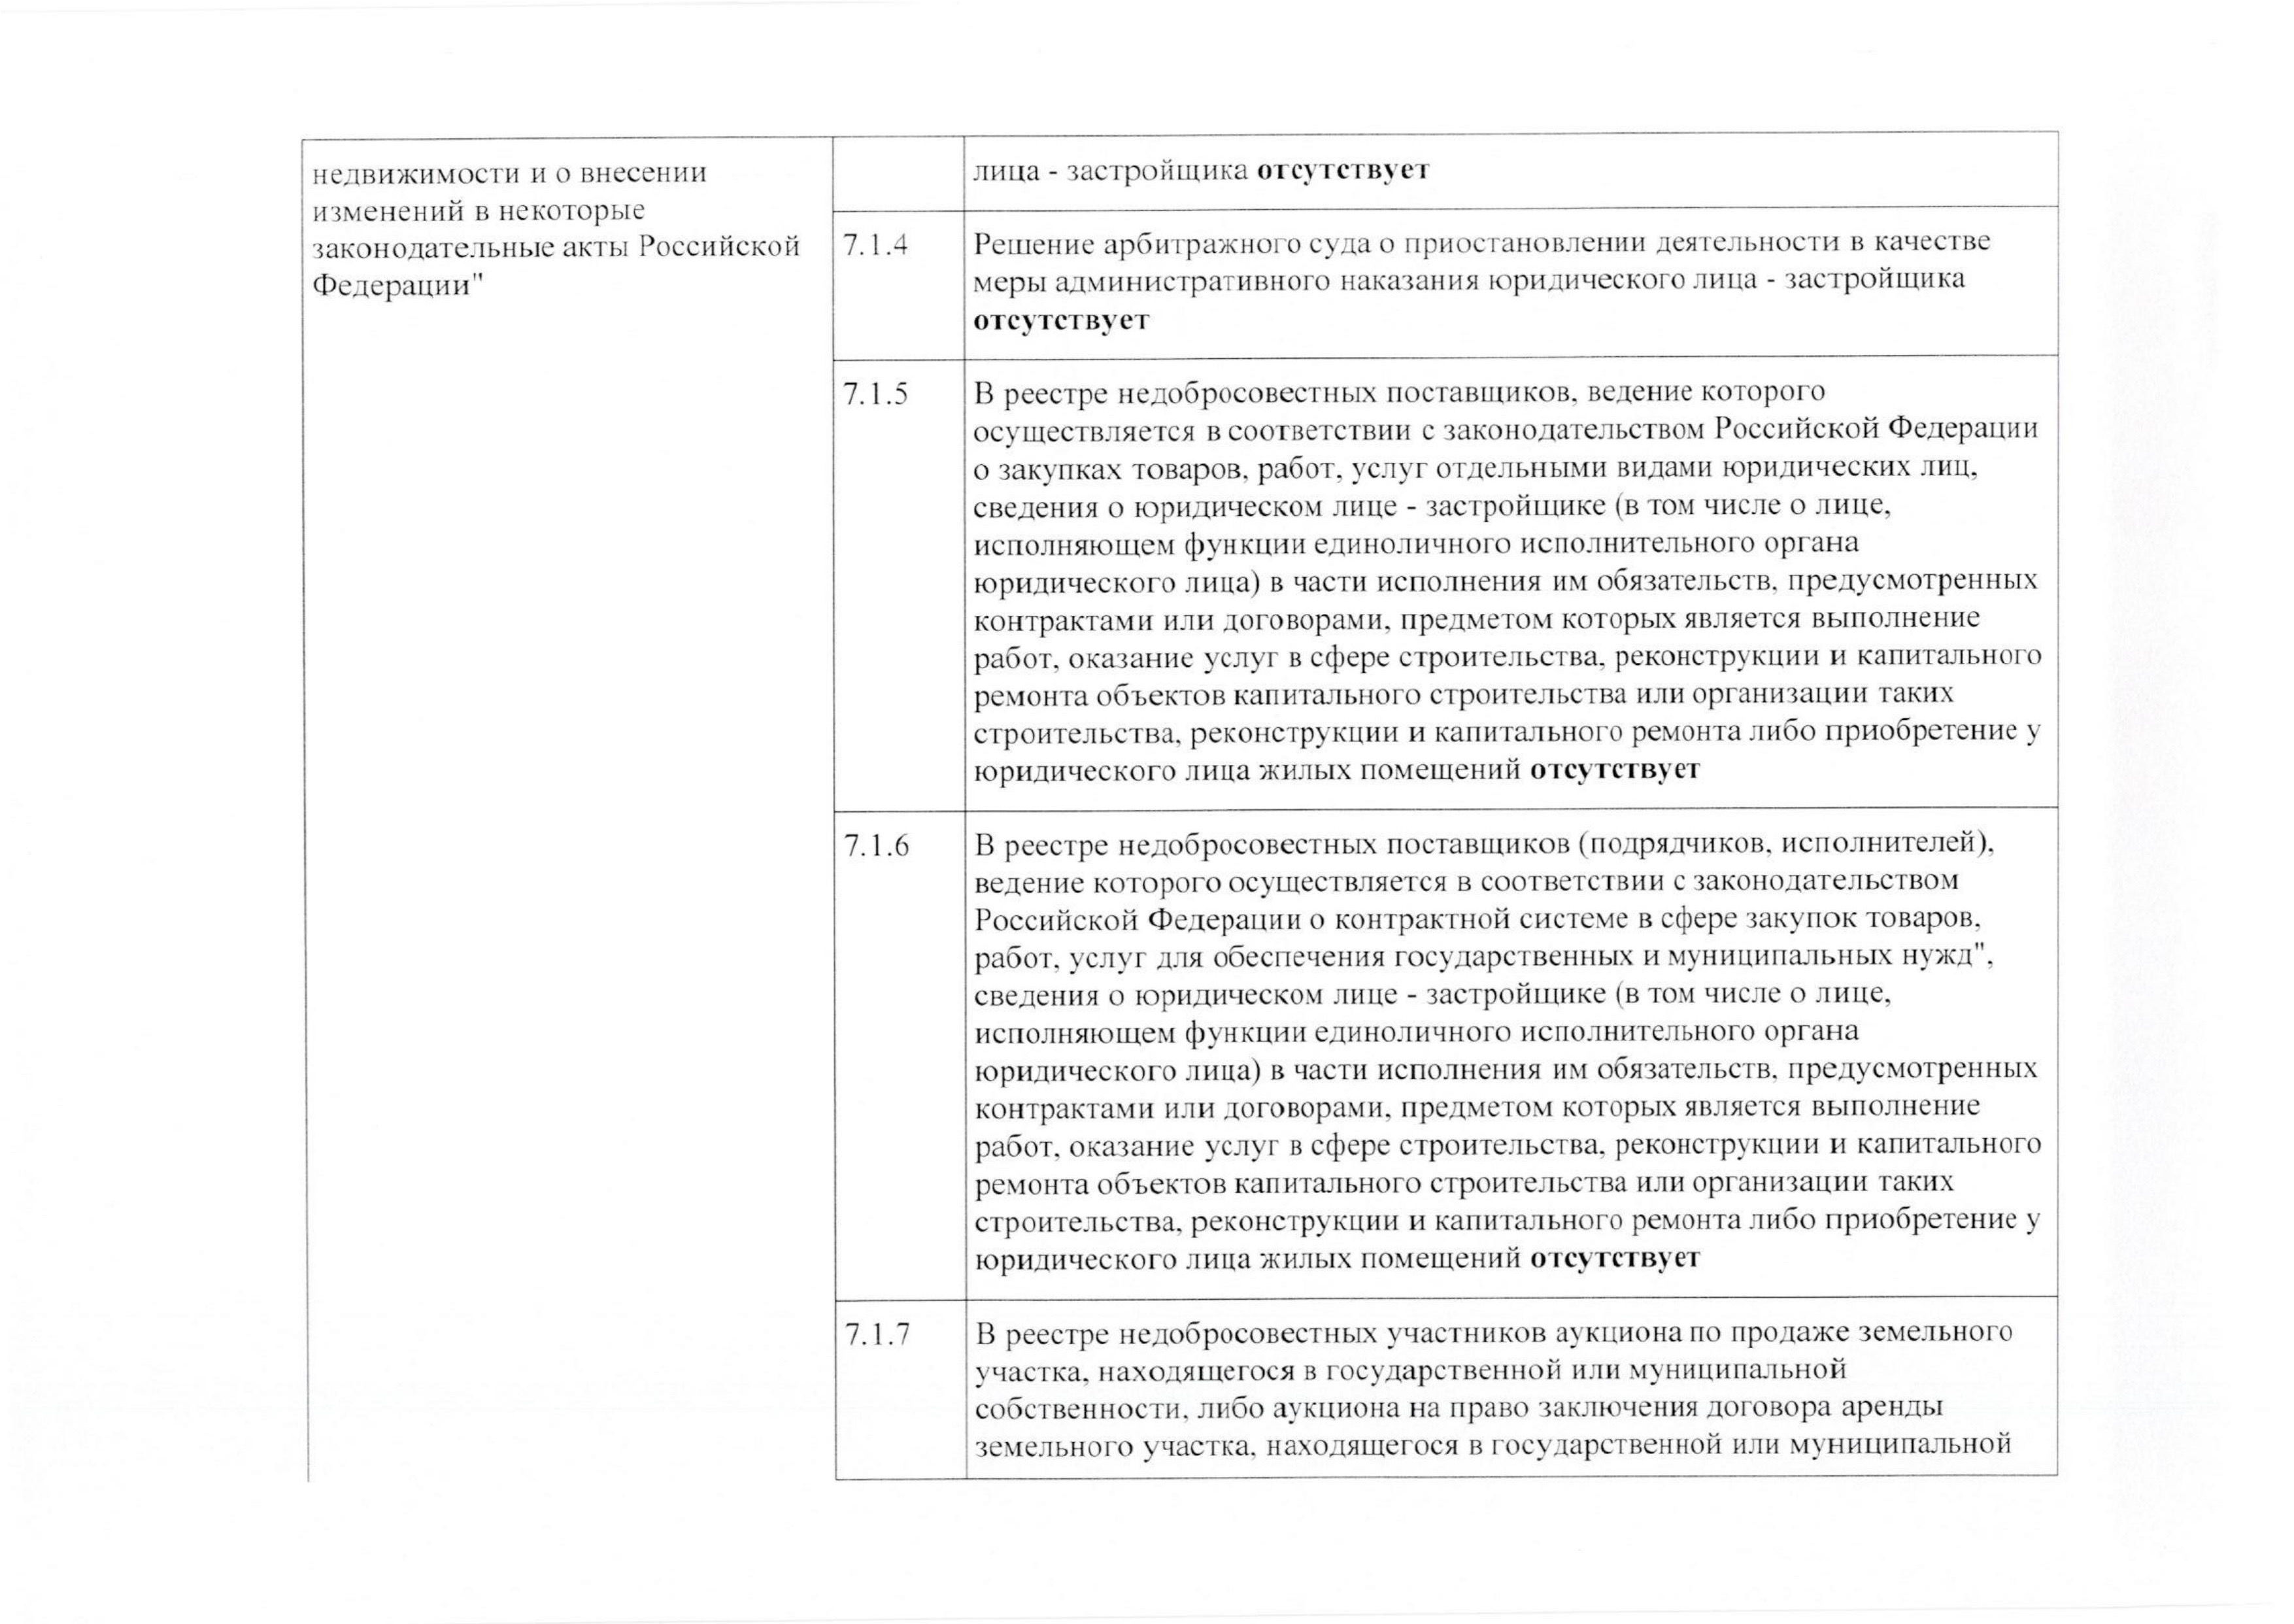 недвижимости и о внесении
изменений в некоторые
законодательные акты Российской
Федерации"
лица - застройщика отсутствует
7.1.4
Решение арбитражного суда о приостановлении деятельности в качестве
меры административного наказания юридического лица - застройщика
отсутствует
7.1.5
В реестре недобросовестных поставщиков, ведение которого
осуществляется в соответствии с законодательством Российской Федерации
о закупках товаров, работ, услуг отдельными видами юридических лиц,
сведения о юридическом лице - застройщике (в том числе о лице,
исполняющем функции единоличного исполнительного органа
юридического лица) в части исполнения им обязательств, предусмотренных
контрактами или договорами, предметом которых является выполнение
работ, оказание услуг в сфере строительства, реконструкции и капитального
ремонта объектов капитального строительства или организации таких
строительства, реконструкции и капитального ремонта либо приобретение у
юридического лица жилых помещений отсутствует
7.1.6
В реестре недобросовестных поставщиков (подрядчиков, исполнителей),
ведение которого осуществляется в соответствии с законодательством
Российской Федерации о контрактной системе в сфере закупок товаров,
работ, услуг для обеспечения государственных и муниципальных нужд",
сведения о юридическом лице - застройщике (в том числе о лице,
исполняющем функции единоличного исполнительного органа
юридического лица) в части исполнения им обязательств, предусмотренных
контрактами или договорами, предметом которых является выполнение
работ, оказание услуг в сфере строительства, реконструкции и капитального
ремонта объектов капитального строительства или организации таких
строительства, реконструкции и капитального ремонта либо приобретение у
юридического лица жилых помещений отсутствует
7.1.7
В реестре недобросовестных участников аукциона по продаже земельного
участка, находящегося в государственной или муниципальной
собственности, либо аукциона на право заключения договора аренды
земельного участка, находящегося в государственной или муниципальной